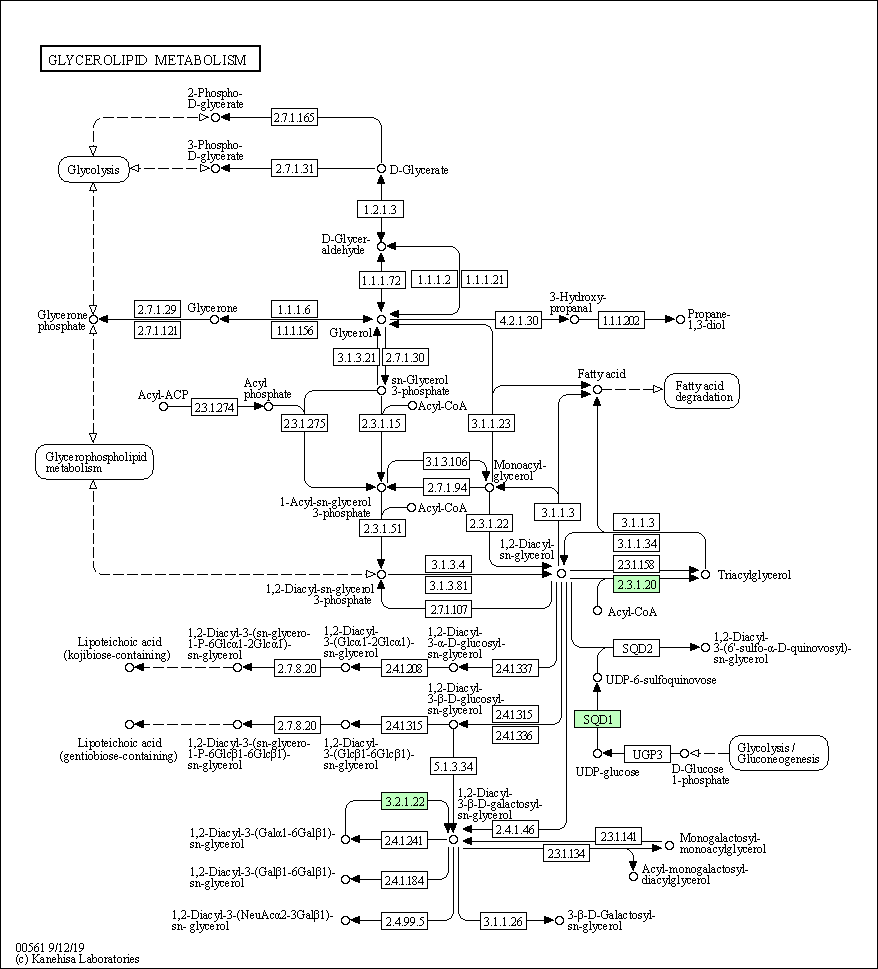 GLYCEROLIPID METABOLISM
2-Phospho-
D-glycerate
2.7.1.165
3-Phospho-
D-glycerate
Glycolysis
2.7.1.31
D-Glycerate
1.2.1.3
D-Glycer-
aldehyde
1.1.1.72
1.1.1.2
1.1.1.21
Glycerone
phosphate
2.7.1.29
2.7.1.121
Glycerone
1.1.1.6
1.1.1.156
Glycerol
4.2.1.30
3-Hydroxy-
propanal
1.1.1202
Propane-
1,3-diol
3.1.3.21
2.7.1.30
sn-Glycerol
3-phosphate
Fatty acid
Fatty acid
degradation
Acyl-ACP
2.3.1.274
Acyl
phosphate
2.3.1.275
Acyl-CoA
2.3.1.15
3.1.1.23
Glycerophospholipid
metabolism
3.1.3.106
Monoacyl-
glycerol
2.7.1.94
1-Acyl-sn-glycerol
3-phosphate
Acyl-CoA
2.3.1.51
2.3.1.22
3.1.1.3
3.1.1.3
3.1.1.34
1,2-Diacyl-
sn-glycerol
2.3.1.158
2.3.1.20
Triacylglycerol
3.1.3.4
3.1.3.81
2.7.1.107
1,2-Diacyl-sn-glycerol
3-phosphate
Acyl-CoA
Lipoteichoic acid
(kojibiose-containing)
1,2-Diacyl-3-(sn-glycero-
1-P-6Glcα1-2Glcα1)-
sn-glycerol
2.7.8.20
1,2-Diacyl-
3-(Glcα1-2Glcα1)-
sn-glycerol
2.4.1.208
1,2-Diacyl-
3-α-D-glucosyl-
sn-glycerol
2.4.1.337
SQD2
1,2-Diacyl-
3-(6'-sulfo-α-D-quinovosyl)-
sn-glycerol
UDP-6-sulfoquinovose
1,2-Diacyl-
3-β-D-glucosyl-
sn-glycerol
2.4.1.315
2.4.1.336
SQD1
2.7.8.20
2.4.1.315
Lipoteichoic acid
(gentiobiose-containing)
1,2-Diacyl-3-(sn-glycero-
1-P-6Glcβ1-6Glcβ1)-
sn-glycerol
1,2-Diacyl-
3-(Glcβ1-6Glcβ1)-
sn-glycerol
5.1.3.34
UDP-glucose
UGP3
D-Glucose
1-phosphate
Glycolysis /
Gluconeogenesis
3.2.1.22
1,2-Diacyl-
3-β-D-galactosyl-
sn-glycerol
2.4.1.46
1,2-Diacyl-3-(Galα1-6Galβ1)-
sn-glycerol
2.4.1.241
2.3.1.141
2.3.1.134
Monogalactosyl-
monoacylglycerol
Acyl-monogalactosyl-
diacylglycerol
1,2-Diacyl-3-(Galβ1-6Galβ1)-
sn-glycerol
2.4.1.184
1,2-Diacyl-3-(NeuAcα2-3Galβ1)-
sn- glycerol
2.4.99.5
3.1.1.26
3-β-D-Galactosyl-
sn-glycerol
00561 9/12/19
(c) Kanehisa Laboratories